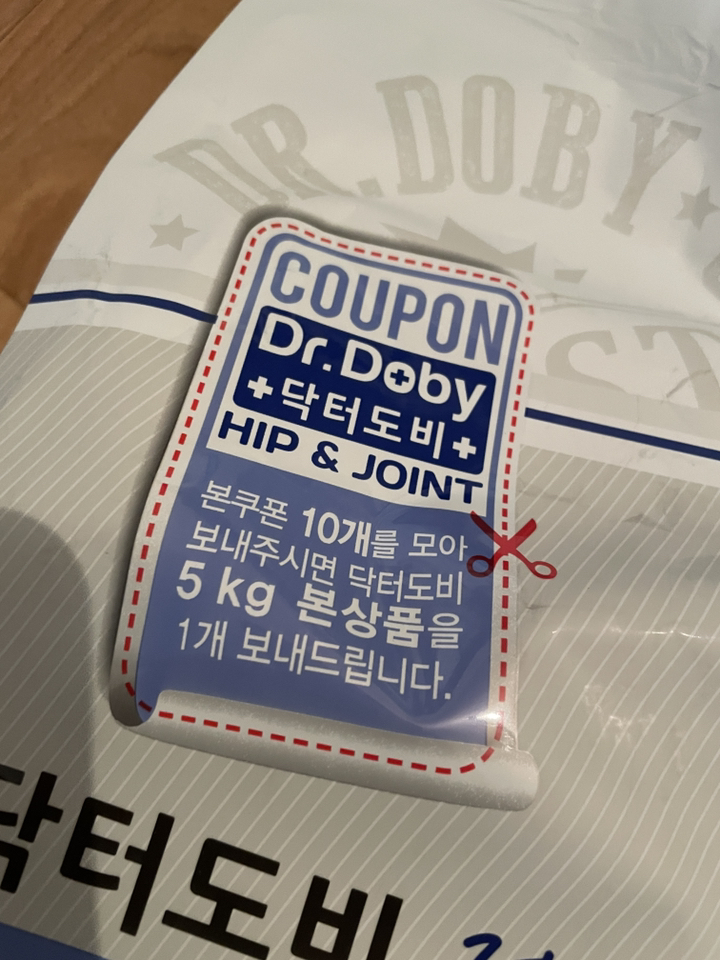 DR. DOBY
COUPON
Dr. Doby
닥터도비
HIP & JOINT
본쿠폰 10개를 모아
보내주시면 닥터도비
5 kg 본상품을
1개 보내드립니다.
닥터도비